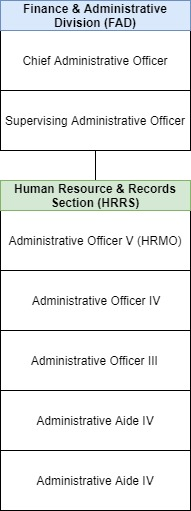 Finance & Administrative
Division (FAD)
Chief Administrative Officer
Supervising Administrative Officer
Human Resource & Records
Section (HRRS)
Administrative Officer V (HRMO)
Administrative Officer IV
Administrative Officer III
Administrative Aide IV
Administrative Aide IV